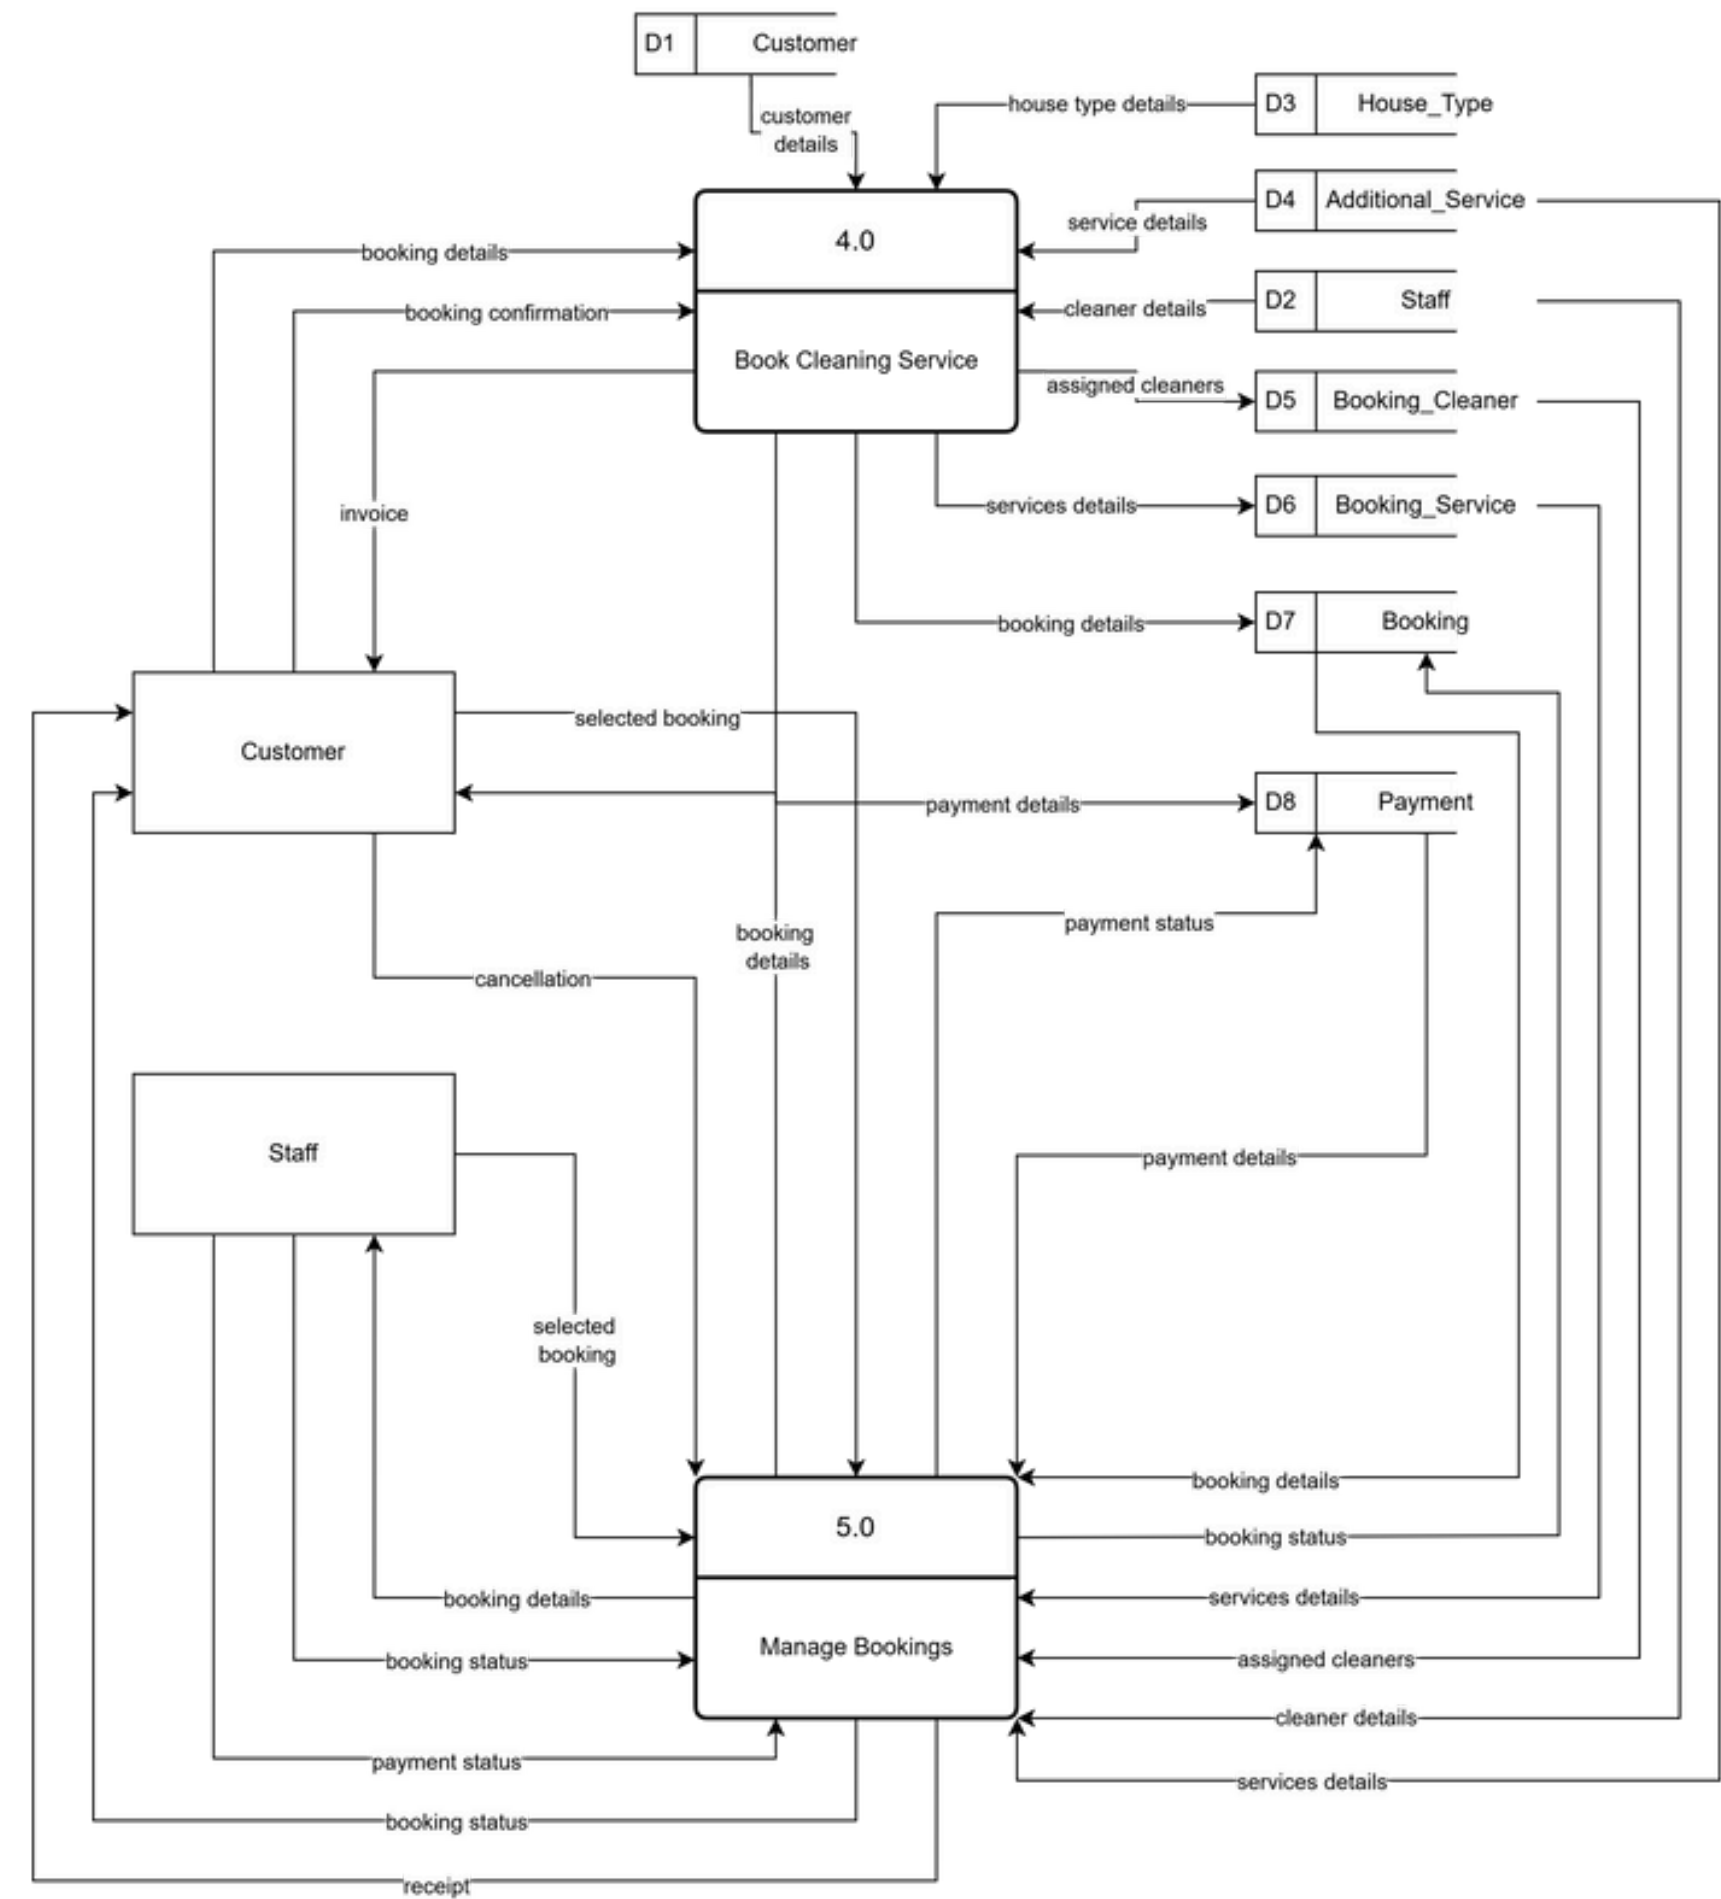 D1 Customer
customer
details
house type details
D3 House_Type
D4 Additional_Service
service details
4.0
booking details
D2 Staff
cleaner details
booking confirmation
Book Cleaning Service
assigned cleaners
D5 Booking_Cleaner
services details
D6 Booking_Service
invoice
booking details
D7 Booking
selected booking
Customer
payment details
D8 Payment
payment status
booking
details
cancellation
Staff
payment details
selected
booking
booking details
5.0
booking status
booking details
services details
Manage Bookings
booking status
assigned cleaners
cleaner details
payment status
services details
booking status
receipt